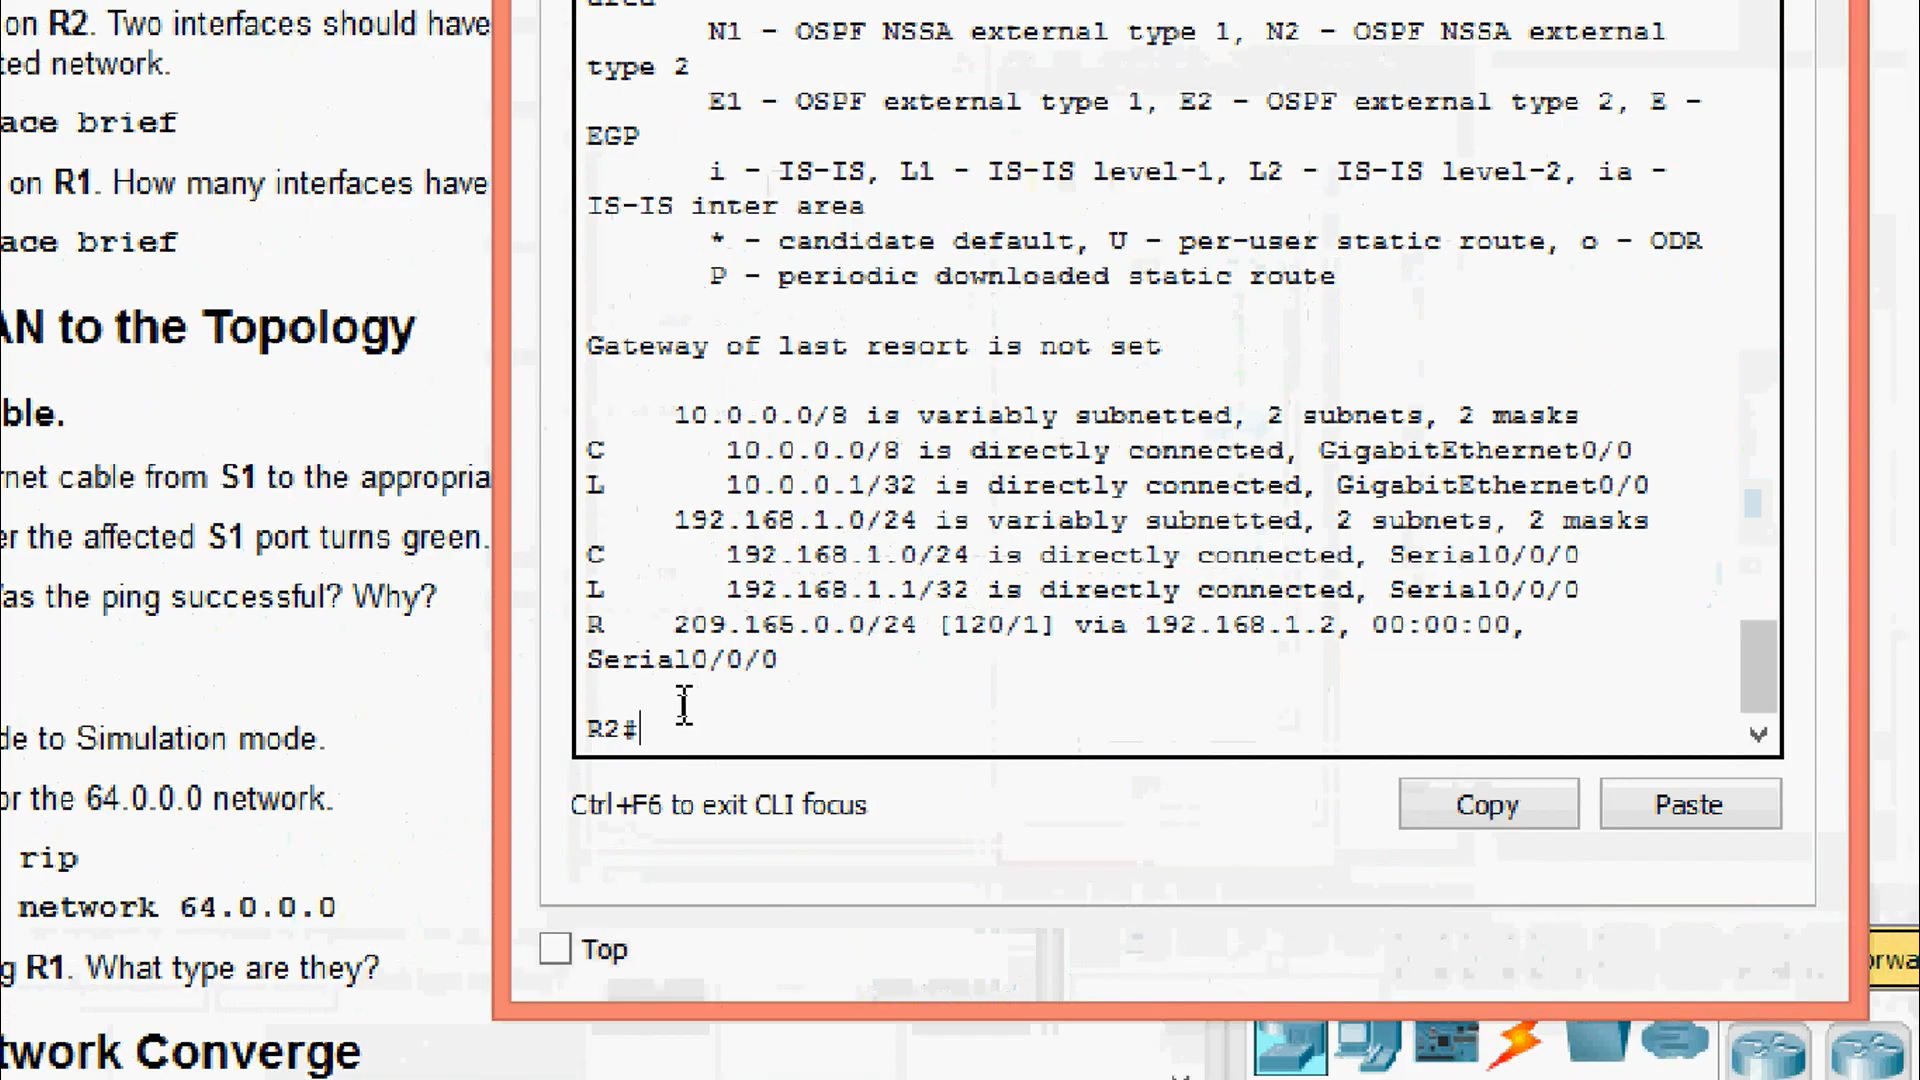 on R2. Two interfaces should have
ted network.
ace brief
on R1. How many interfaces have
ace brief
AN to the Topology
ble.
rnet cable from S1 to the appropria
er the affected S1 port turns green.
Was the ping successful? Why?
de to Simulation mode.
or the 64.0.0.0 network.
rip
network 64.0.0.0
g R1. What type are they?
twork Converge
area
N1 - OSPF NSSA external type 1, N2 - OSPF NSSA external
type 2
E1 - OSPF external type 1, E2 - OSPF external type 2, E -
EGP
i - IS-IS, L1 - IS-IS level-1, L2 - IS-IS level-2, ia -
IS-IS inter area
* - candidate default, U - per-user static route, o - ODR
P - periodic downloaded static route
Gateway of last resort is not set
10.0.0.0/8 is variably subnetted, 2 subnets, 2 masks
C 10.0.0.0/8 is directly connected, GigabitEthernet0/0
L 10.0.0.1/32 is directly connected, GigabitEthernet0/0
192.168.1.0/24 is variably subnetted, 2 subnets, 2 masks
C 192.168.1.0/24 is directly connected, Serial0/0/0
L 192.168.1.1/32 is directly connected, Serial0/0/0
R 209.165.0.0/24 [120/1] via 192.168.1.2, 00:00:00,
Serial0/0/0
R2#
Ctrl+F6 to exit CLI focus
Copy
Paste
Top
orwa